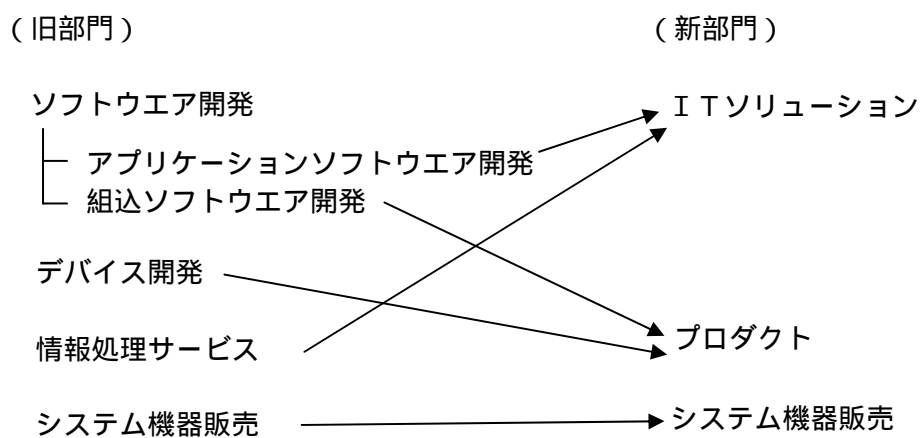 （旧部門）
（新部門）
ソフトウエア開発
ＩＴソリューション
アプリケーションソフトウエア開発
組込ソフトウエア開発
デバイス開発
プロダクト
情報処理サービス
システム機器販売
システム機器販売